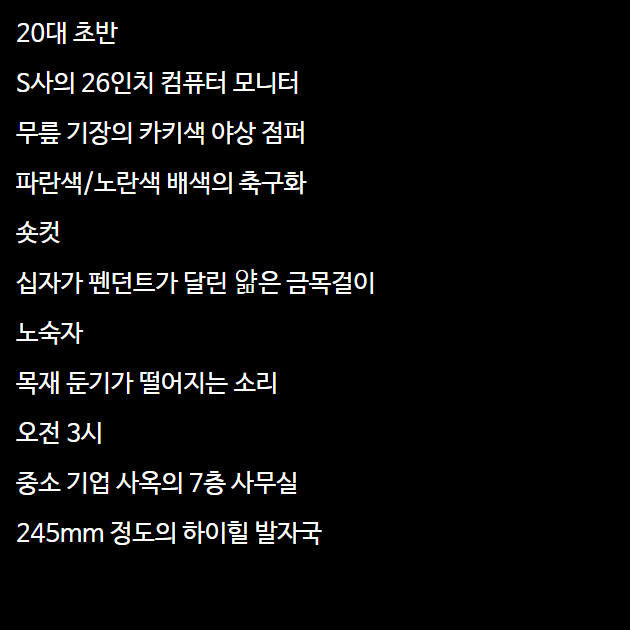 20대 초반
S사의 26인치 컴퓨터 모니터
무릎 기장의 카키색 야상 점퍼
파란색/노란색 배색의 축구화
숏컷
십자가 펜던트가 달린 얆은 금목걸이
노숙자
목재 둔기가 떨어지는 소리
오전 3시
중소 기업 사옥의 7층 사무실
245mm 정도의 하이힐 발자국